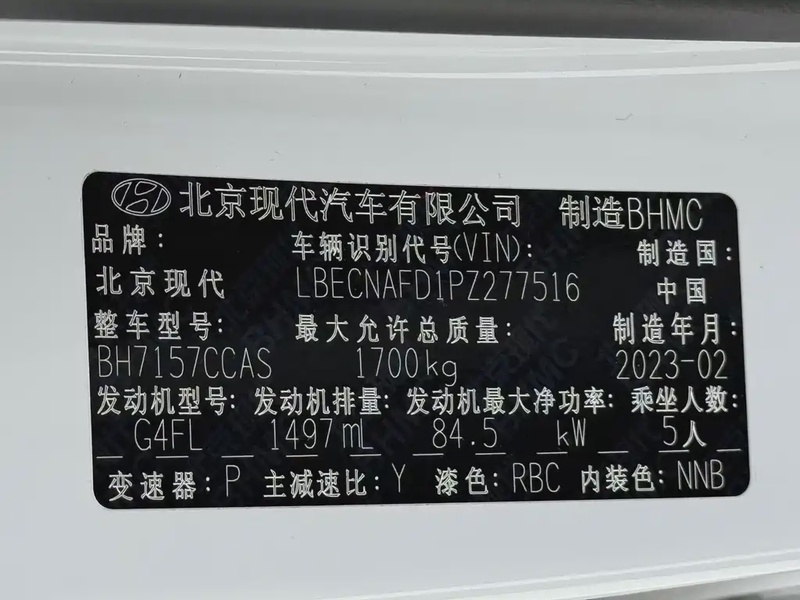 北京现代汽车有限公司 制造BHMC
品牌: 车辆识别代号(VIN): 制造国:
北京现代 LBECNAFD1PZ277516 中国
整车型号: 最大允许总质量: 制造年月:
BH7157CCAS 1700kg 2023-02
发动机型号: 发动机排量: 发动机最大净功率: 乘坐人数:
G4FL 1497mL 84.5 kW 5人
变速器: P 主减速比: Y 漆色: RBC 内装色: NNB